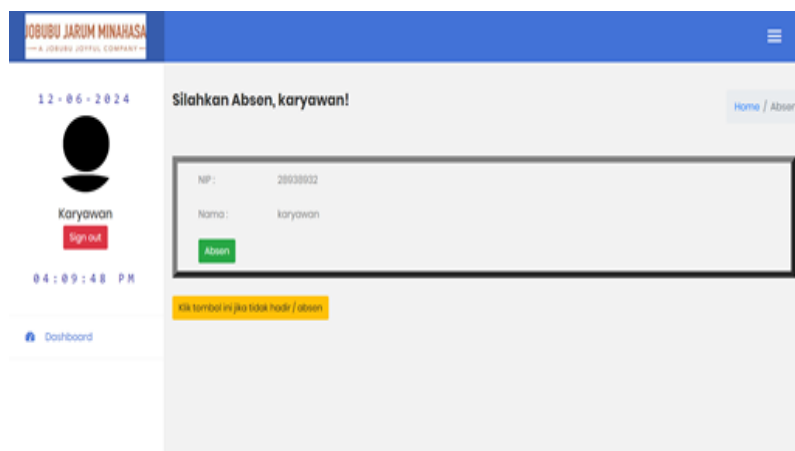 JOBUBU JARUM MINAHASA
— A JOBUBU JOYFUL COMPANY —
12-06-2024
Karyawan
Sign out
04:09:48 PM
Dashboard
Silahkan Absen, karyawan!
Home / Absen
NIP :
28938932
Nama :
karyawan
Absen
Klik tombol ini jika tidak hadir / absen